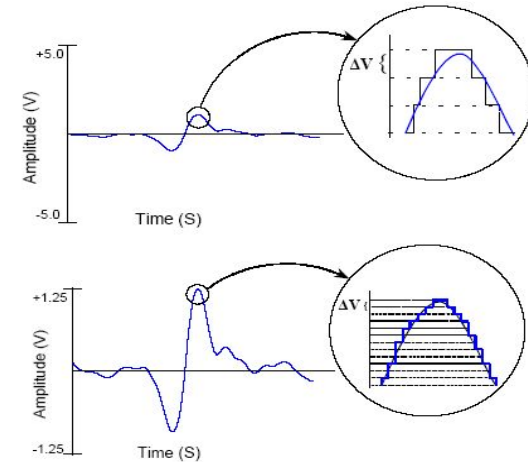 +5.0
ΔV {
Amplitude (V)
-5.0
Time (S)
+1.25
ΔV {
Amplitude (V)
-1.25
Time (S)